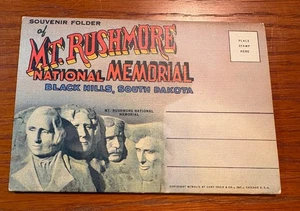 SOUVENIR FOLDER
of
MT. RUSHMORE
NATIONAL MEMORIAL
BLACK HILLS, SOUTH DAKOTA
PLACE
STAMP
HERE
MT. RUSHMORE NATIONAL
MEMORIAL